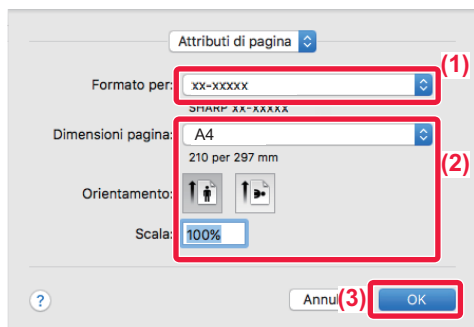 Attributi di pagina
(1)
Formato per: xx-xxxxx
SHARP xx-xxxxx
Dimensioni pagina: A4
210 per 297 mm
(2)
Orientamento:
Scala: 100%
? Annul (3) OK